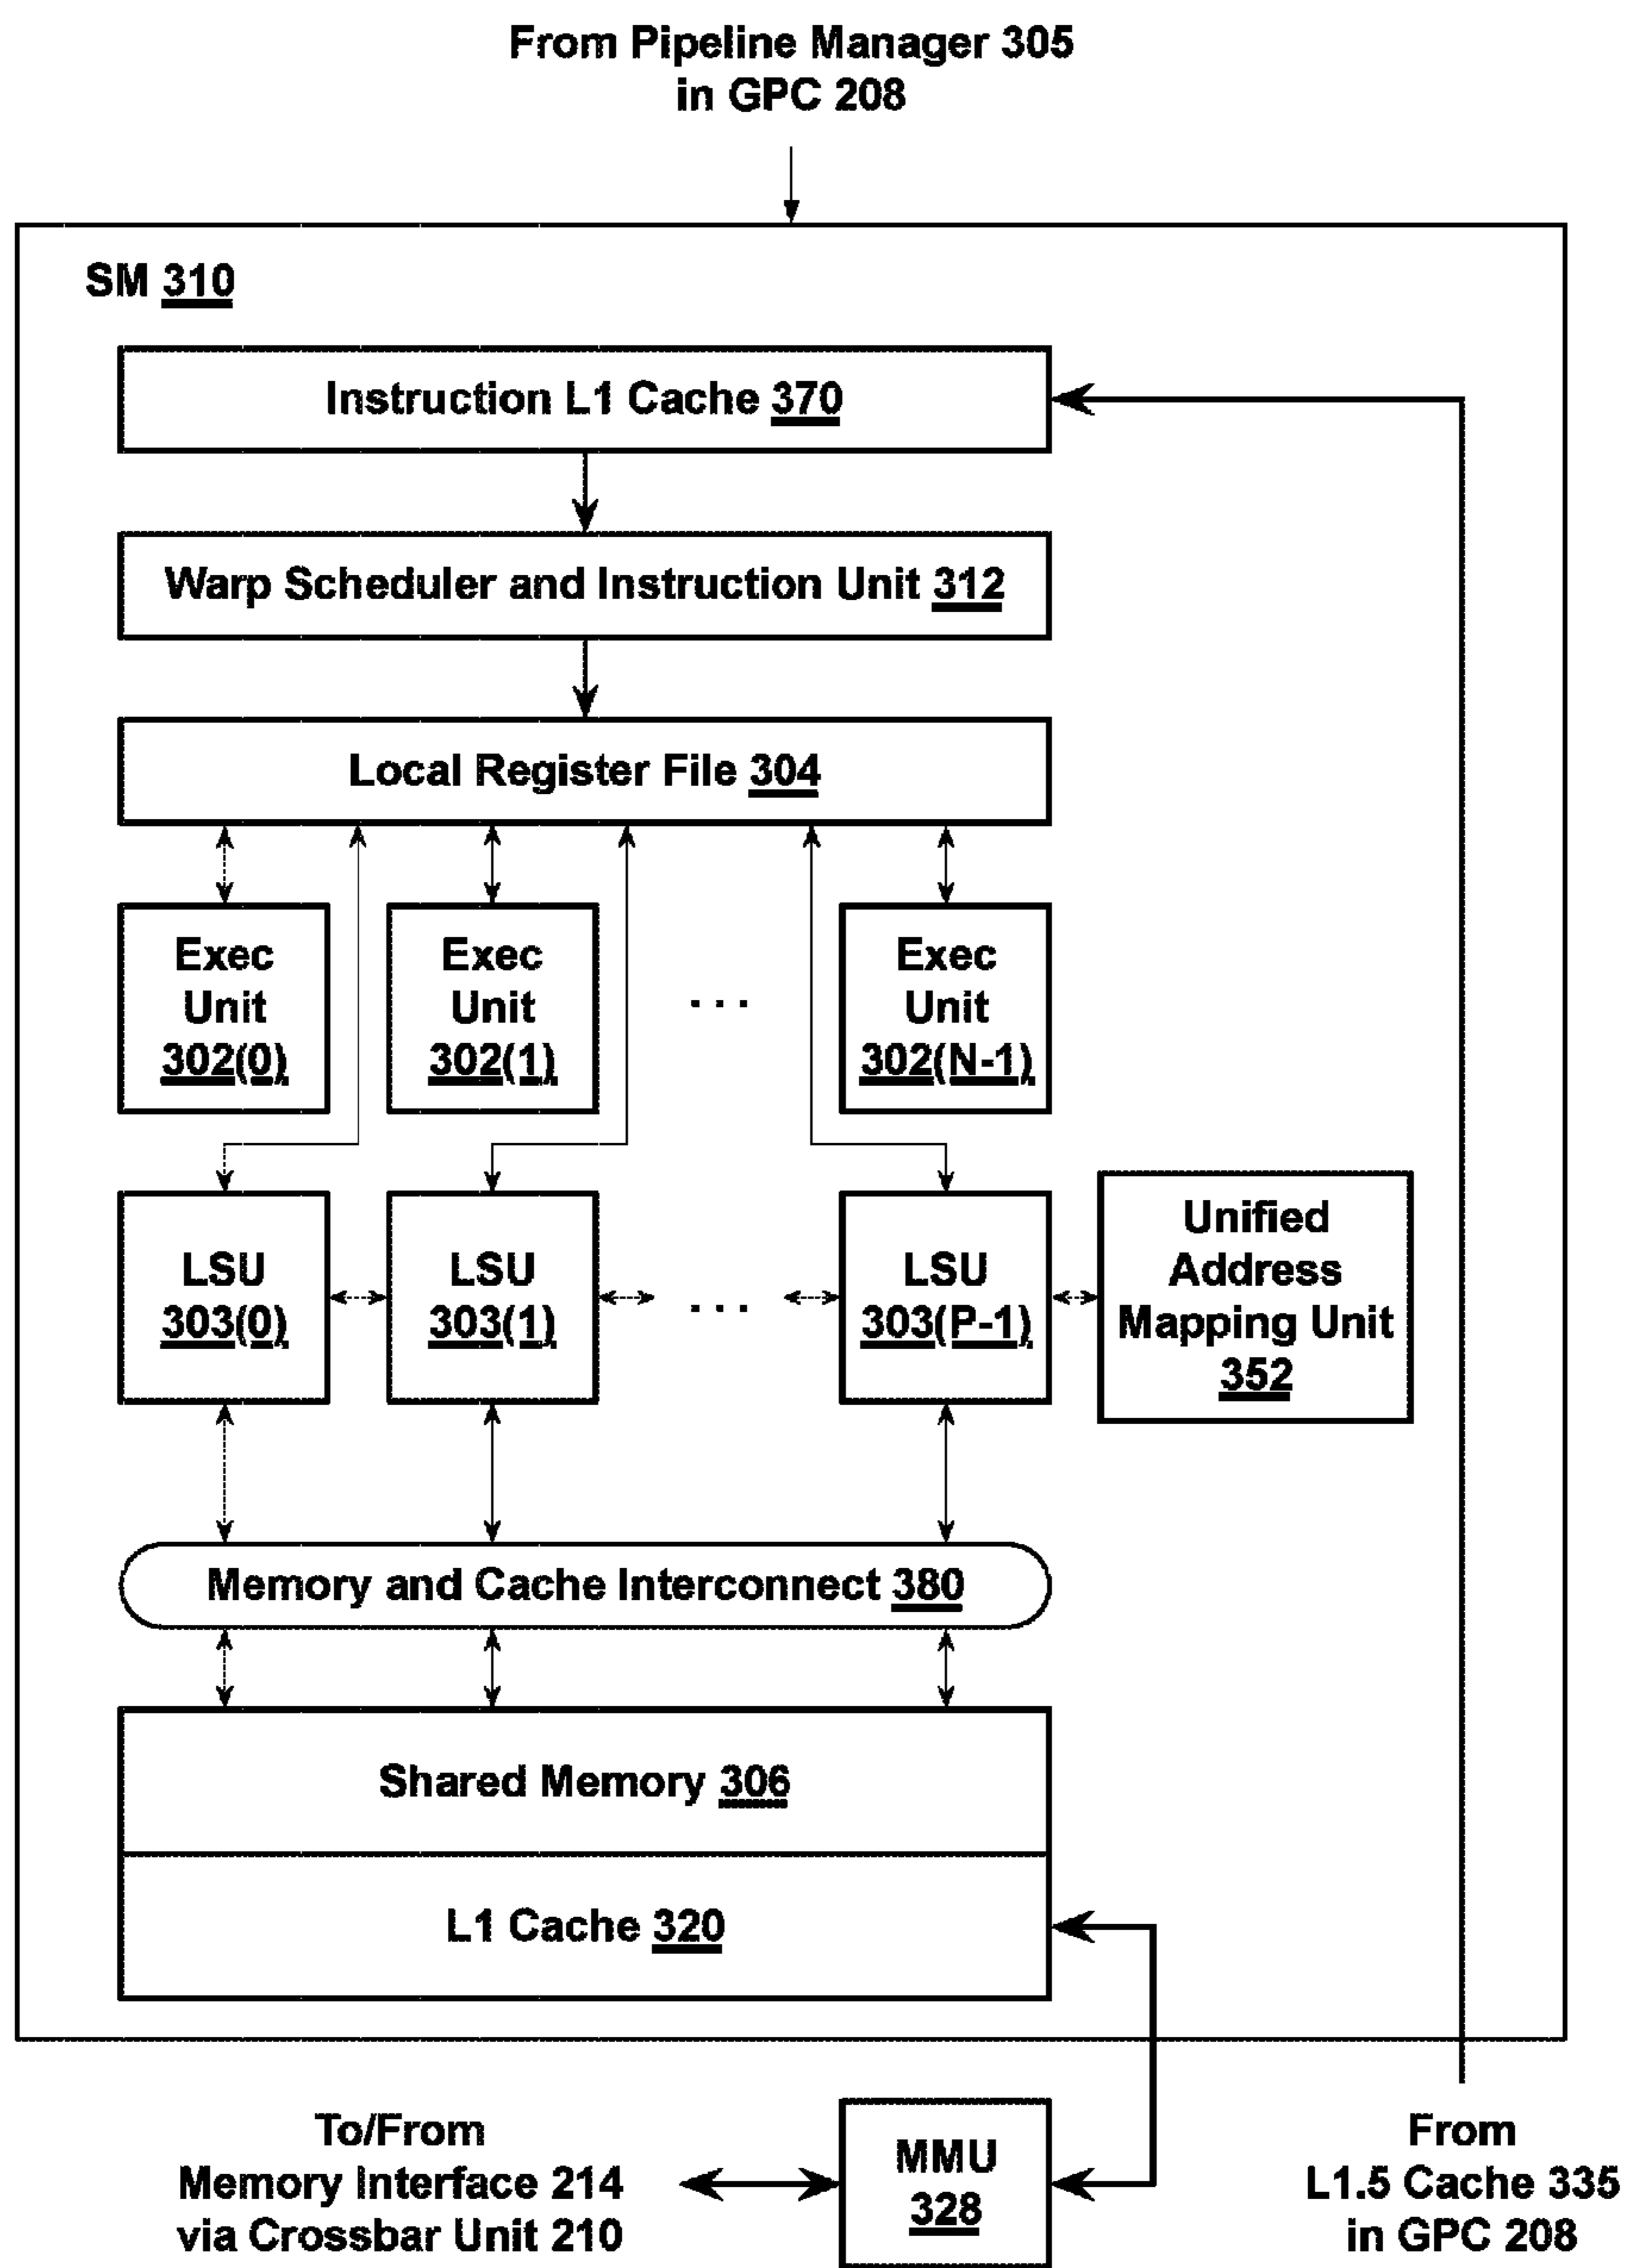 From Pipeline Manager 305
in GPC 208
SM 310
Instruction L1 Cache 370
Warp Scheduler and Instruction Unit 312
Local Register File 304
Exec
Unit
302(0)
Exec
Unit
302(1)
. . .
Exec
Unit
302(N-1)
LSU
303(0)
LSU
303(1)
. . .
LSU
303(P-1)
Unified
Address
Mapping Unit
352
Memory and Cache Interconnect 380
Shared Memory 306
L1 Cache 320
To/From
Memory Interface 214
via Crossbar Unit 210
MMU
328
From
L1.5 Cache 335
in GPC 208